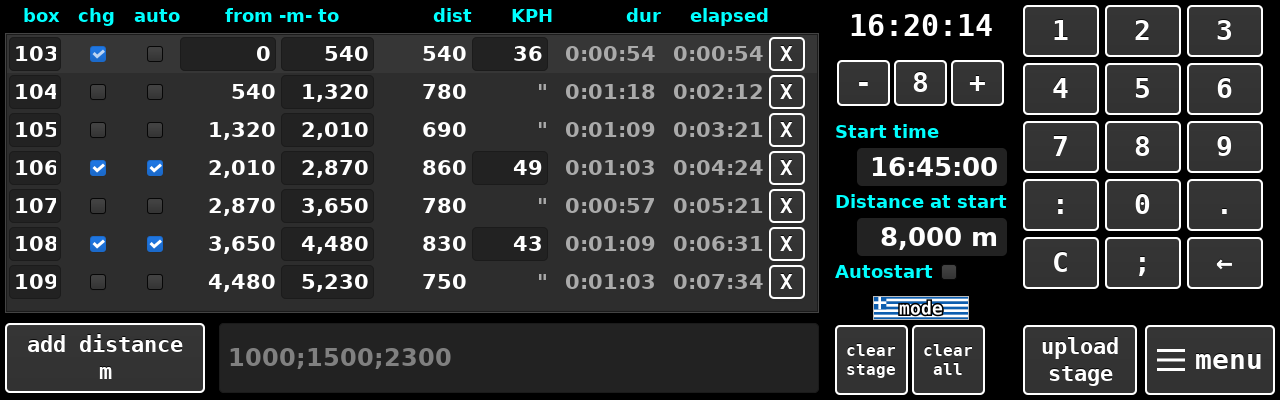 box chg auto from -m- to dist KPH dur elapsed
103 0 540 540 36 0:00:54 0:00:54 X
104 540 1,320 780 " 0:01:18 0:02:12 X
105 1,320 2,010 690 " 0:01:09 0:03:21 X
106 2,010 2,870 860 49 0:01:03 0:04:24 X
107 2,870 3,650 780 " 0:00:57 0:05:21 X
108 3,650 4,480 830 43 0:01:09 0:06:31 X
109 4,480 5,230 750 " 0:01:03 0:07:34 X
add distance
m
1000;1500;2300
16:20:14
- 8 +
Start time
16:45:00
Distance at start
8,000 m
Autostart
mode
clear
stage
clear
all
1 2 3
4 5 6
7 8 9
: 0 .
C ; ←
upload
stage
menu